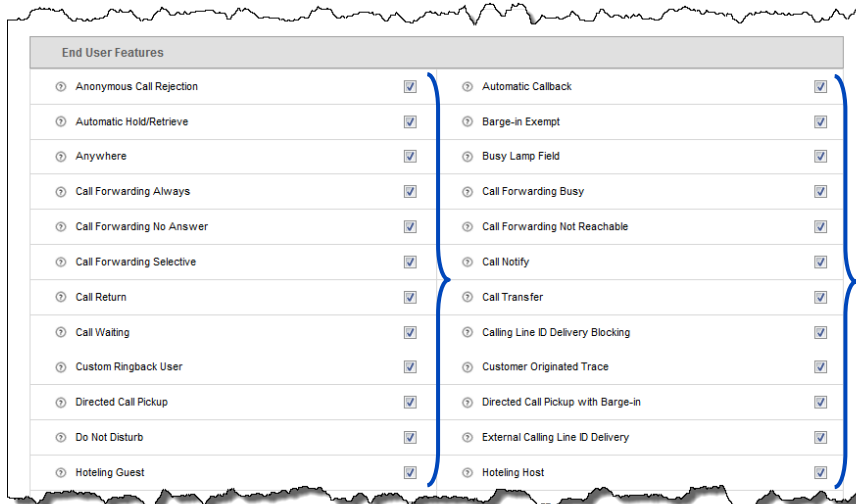 End User Features
Anonymous Call Rejection
Automatic Callback
Automatic Hold/Retrieve
Barge-in Exempt
Anywhere
Busy Lamp Field
Call Forwarding Always
Call Forwarding Busy
Call Forwarding No Answer
Call Forwarding Not Reachable
Call Forwarding Selective
Call Notify
Call Return
Call Transfer
Call Waiting
Calling Line ID Delivery Blocking
Custom Ringback User
Customer Originated Trace
Directed Call Pickup
Directed Call Pickup with Barge-in
Do Not Disturb
External Calling Line ID Delivery
Hoteling Guest
Hoteling Host